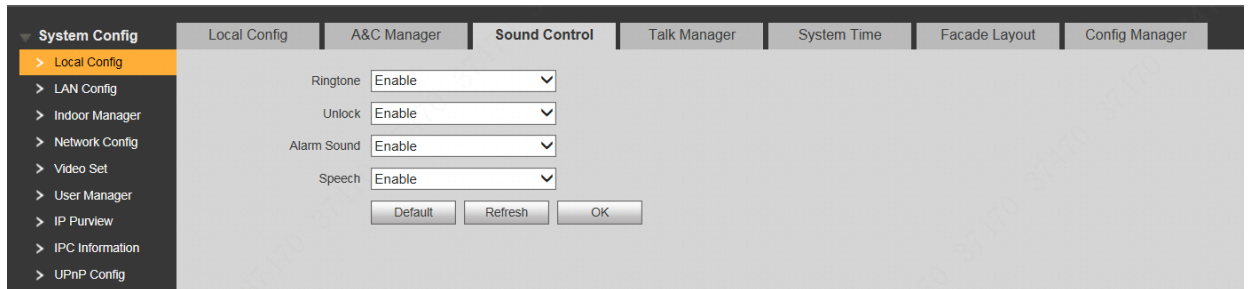 System Config
Local Config
LAN Config
Indoor Manager
Network Config
Video Set
User Manager
IP Purview
IPC Information
UPnP Config
Local Config A&C Manager Sound Control Talk Manager System Time Facade Layout Config Manager
Ringtone Enable
Unlock Enable
Alarm Sound Enable
Speech Enable
Default Refresh OK